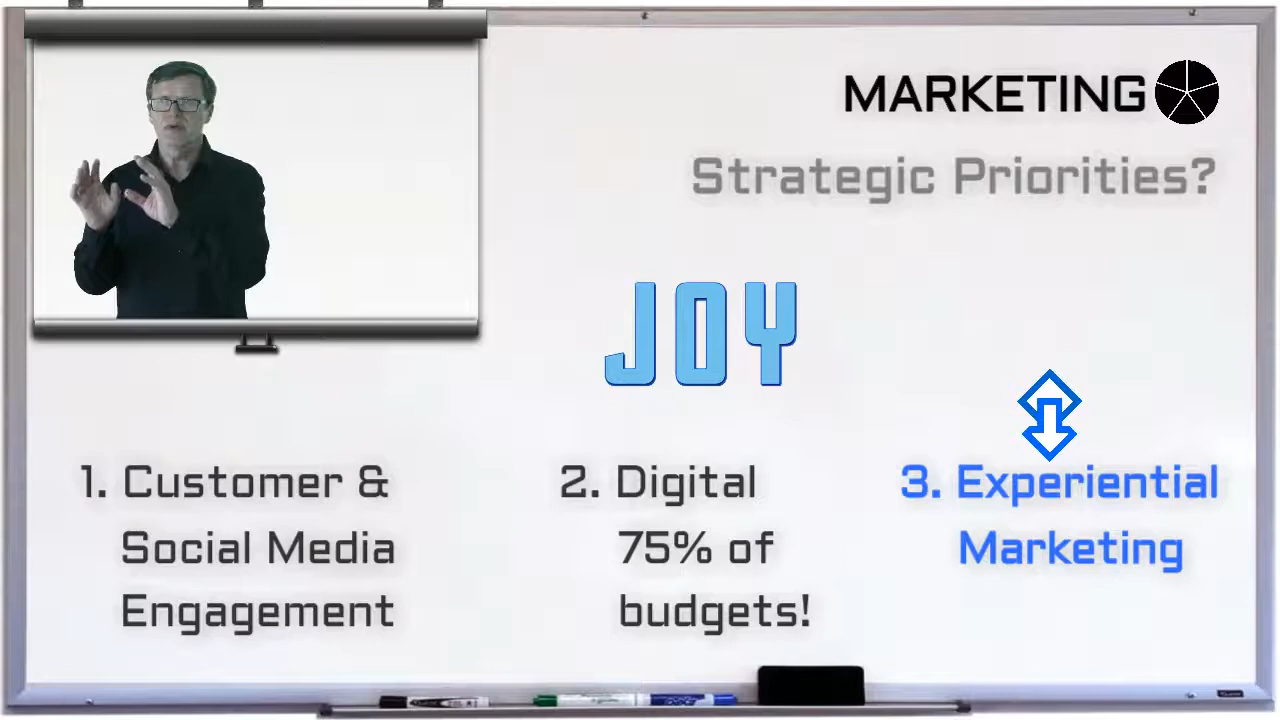 MARKETING
Strategic Priorities?
JOY
1. Customer &
Social Media
Engagement
2. Digital
75% of
budgets!
3. Experiential
Marketing